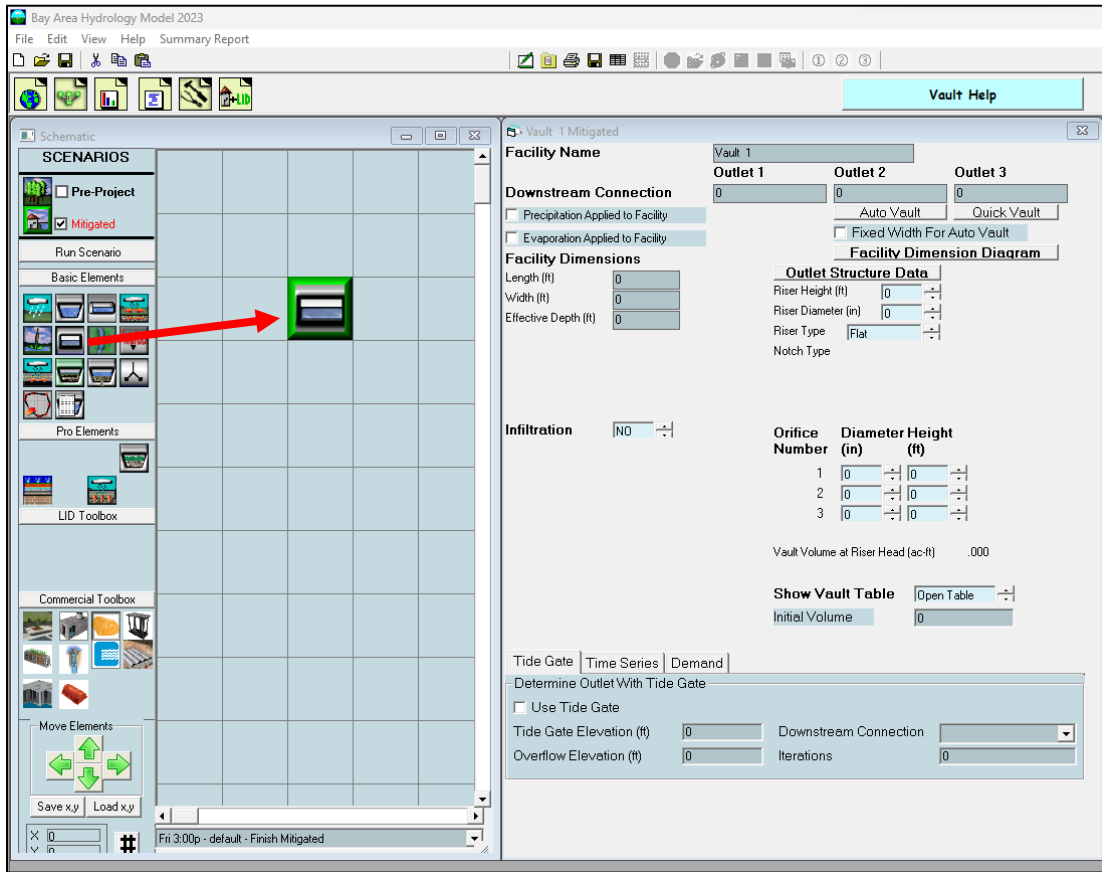 Bay Area Hydrology Model 2023
File Edit View Help Summary Report
Vault Help
Schematic
SCENARIOS
Pre-Project
Mitigated
Run Scenario
Basic Elements
Pro Elements
LID Toolbox
Commercial Toolbox
Move Elements
Save x,y Load x,y
X 0
Y 0
#
Fri 3:00p - default - Finish Mitigated
Vault 1 Mitigated
Facility Name Vault 1
Outlet 1 Outlet 2 Outlet 3
Downstream Connection 0 0 0
Precipitation Applied to Facility Auto Vault Quick Vault
Evaporation Applied to Facility Fixed Width For Auto Vault
Facility Dimensions Facility Dimension Diagram
Length (ft) 0 Outlet Structure Data
Width (ft) 0 Riser Height (ft) 0
Effective Depth (ft) 0 Riser Diameter (in) 0
Riser Type Flat
Notch Type
Infiltration NO
Orifice Diameter Height
Number (in) (ft)
1 0 0
2 0 0
3 0 0
Vault Volume at Riser Head (ac-ft) .000
Show Vault Table Open Table
Initial Volume 0
Tide Gate Time Series Demand
Determine Outlet With Tide Gate
Use Tide Gate
Tide Gate Elevation (ft) 0 Downstream Connection
Overflow Elevation (ft) 0 Iterations 0